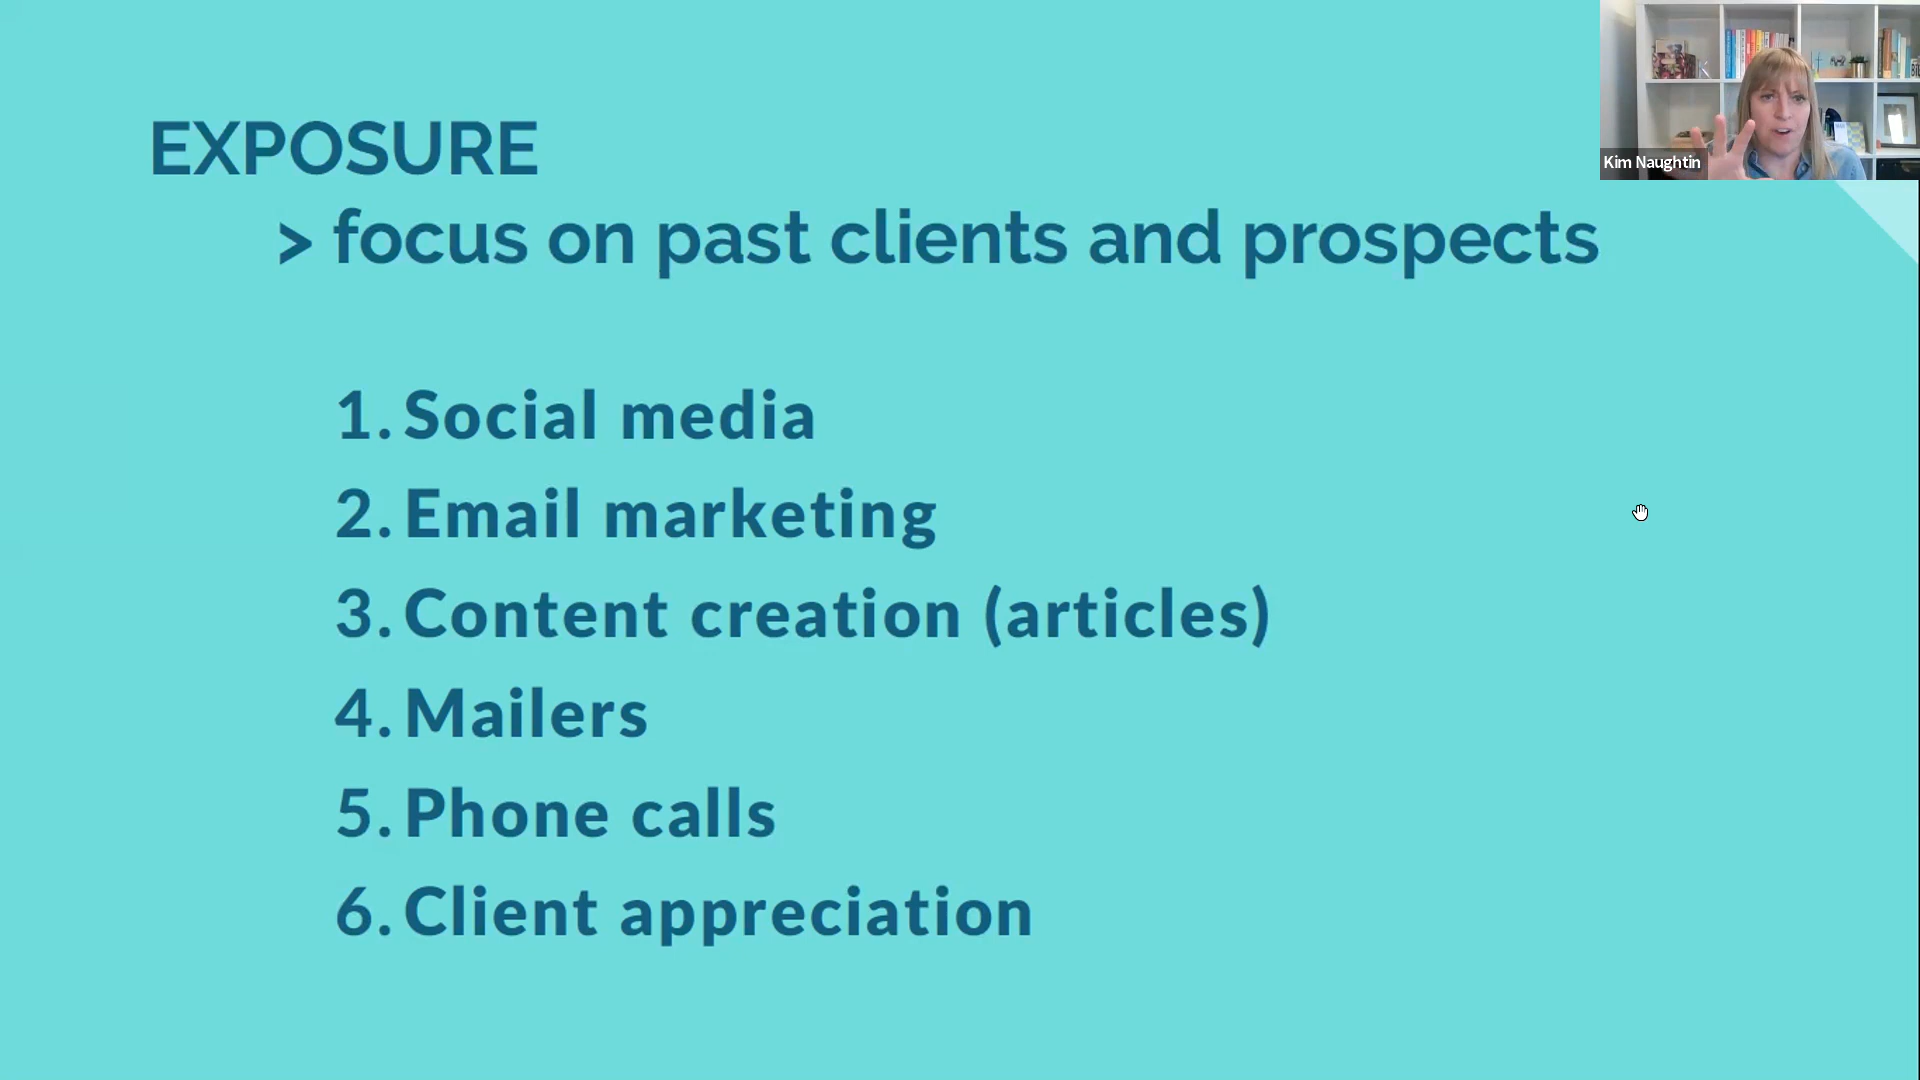 EXPOSURE
> focus on past clients and prospects
1. Social media
2. Email marketing
3. Content creation (articles)
4. Mailers
5. Phone calls
6. Client appreciation
Kim Naughtin